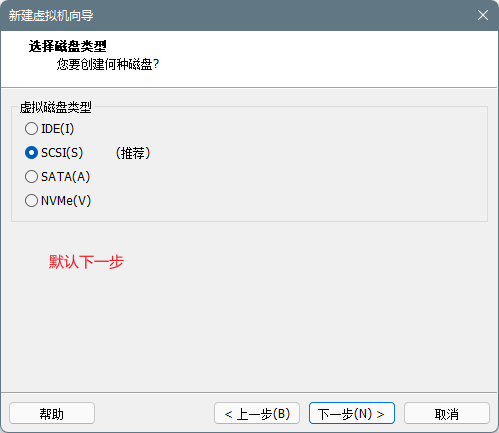 新建虚拟机向导
选择磁盘类型
您要创建何种磁盘?
虚拟磁盘类型
IDE(I)
SCSI(S) （推荐）
SATA(A)
NVMe(V)
默认下一步
帮助 < 上一步(B) 下一步(N) > 取消